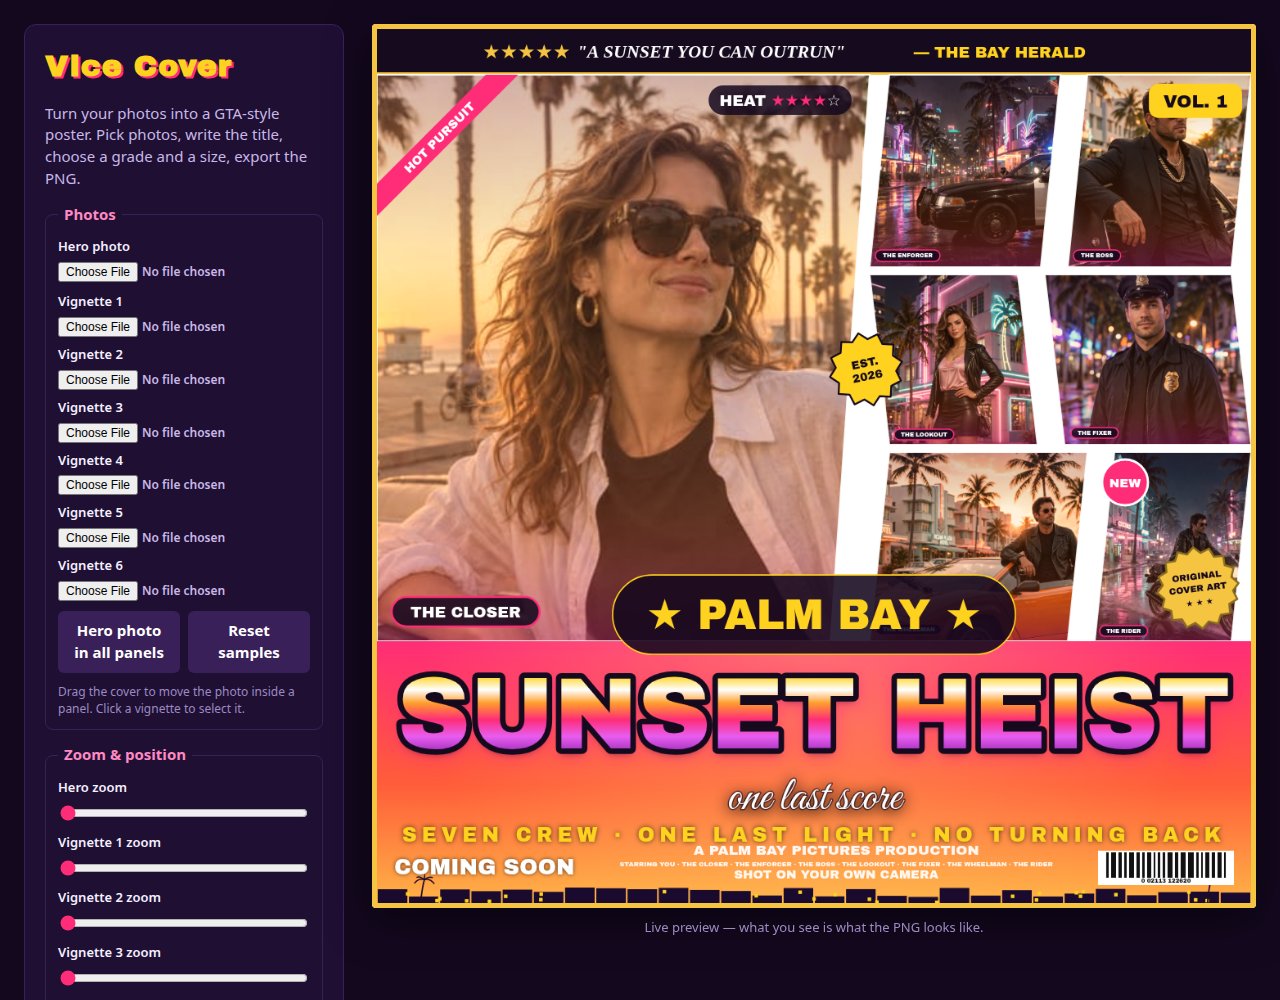 Vice Cover
Turn your photos into a GTA-style
poster. Pick photos, write the title,
choose a grade and a size, export the
PNG.
Photos
Hero photo
Choose File No file chosen
Vignette 1
Choose File No file chosen
Vignette 2
Choose File No file chosen
Vignette 3
Choose File No file chosen
Vignette 4
Choose File No file chosen
Vignette 5
Choose File No file chosen
Vignette 6
Choose File No file chosen
Hero photo
in all panels
Reset
samples
Drag the cover to move the photo inside a
panel. Click a vignette to select it.
Zoom & position
Hero zoom
Vignette 1 zoom
Vignette 2 zoom
Vignette 3 zoom
★★★★★ "A SUNSET YOU CAN OUTRUN" — THE BAY HERALD
HOT PURSUIT
HEAT ★★★★☆
VOL. 1
THE ENFORCER
THE BOSS
EST.
2026
THE LOOKOUT
THE FIXER
NEW
ORIGINAL
COVER ART
★ ★ ★
THE CLOSER
THE RIDER
★ PALM BAY ★
SUNSET HEIST
one last score
SEVEN CREW · ONE LAST LIGHT · NO TURNING BACK
A PALM BAY PICTURES PRODUCTION
STARRING YOU · THE CLOSER · THE ENFORCER · THE BOSS · THE LOOKOUT · THE FIXER · THE WHEELMAN · THE RIDER
SHOT ON YOUR OWN CAMERA
COMING SOON
0 02113 122620
Live preview — what you see is what the PNG looks like.